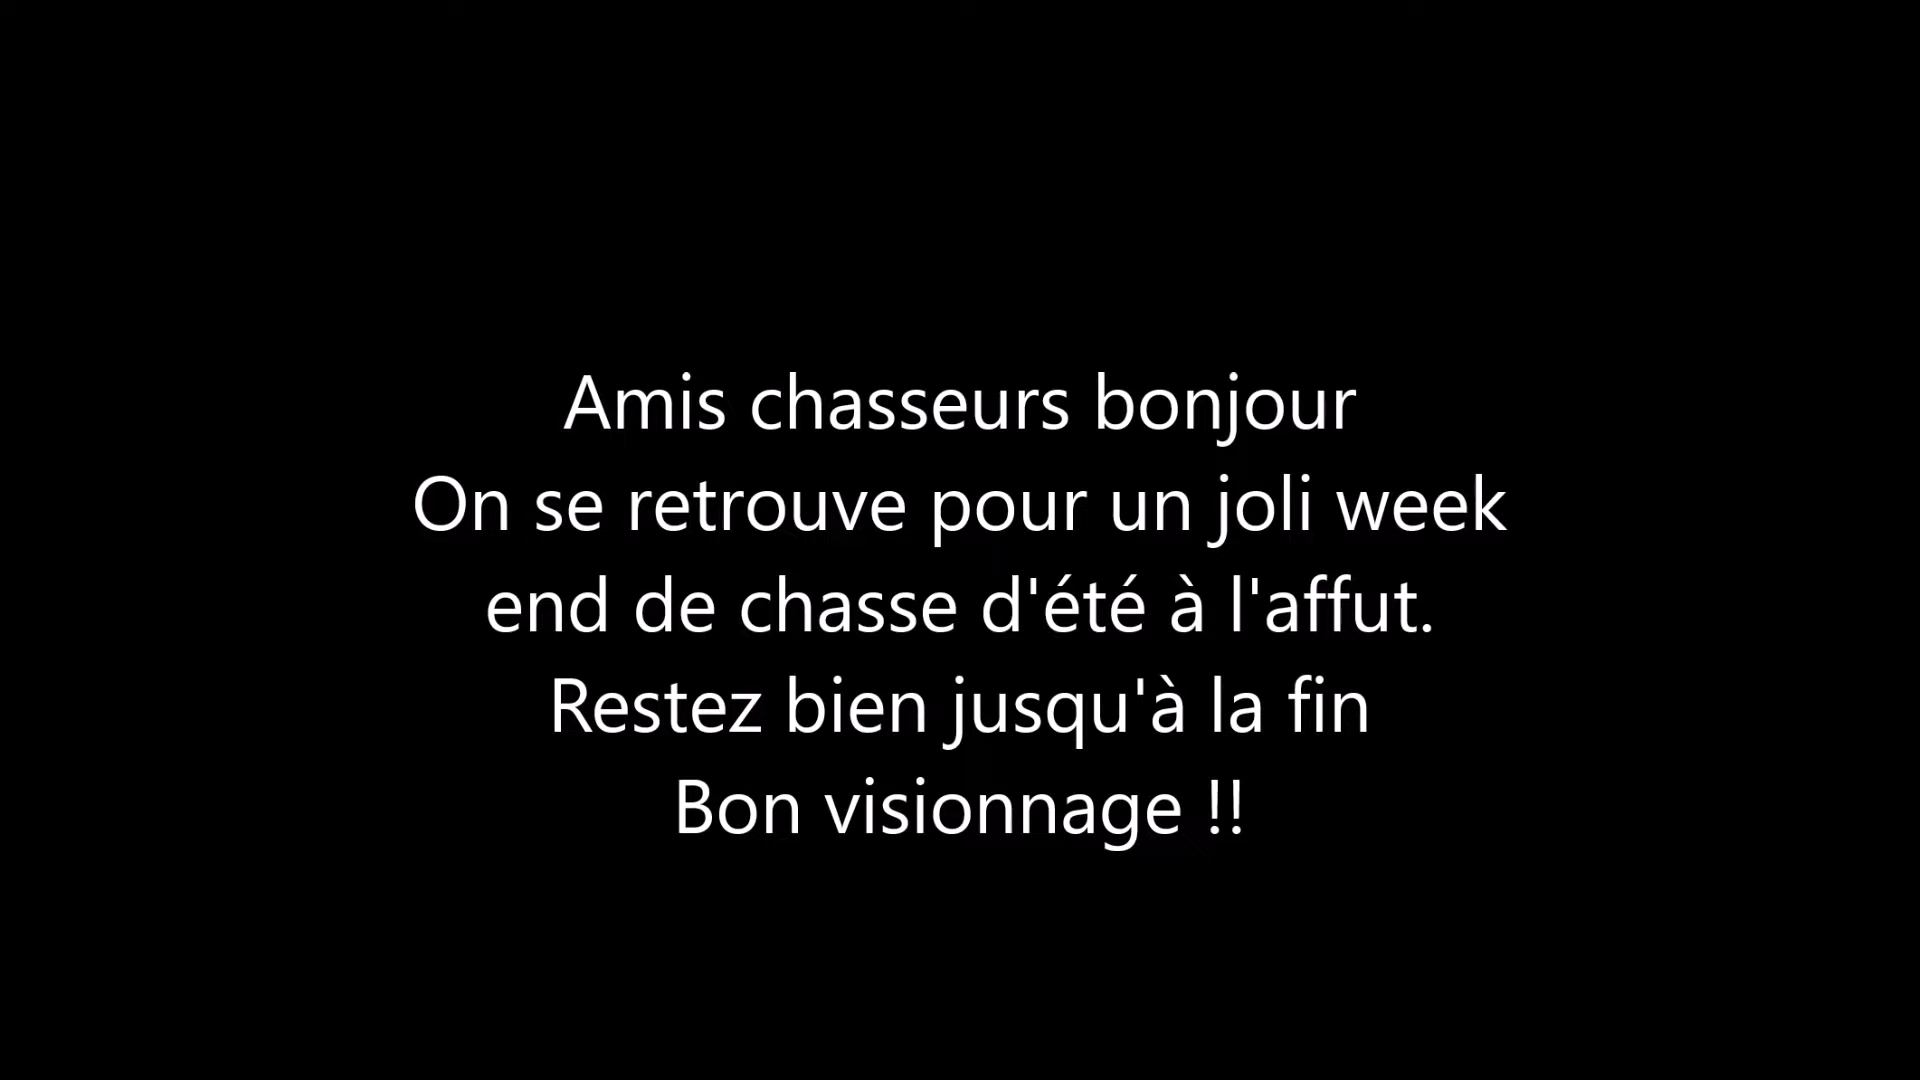 Amis chasseurs bonjour
On se retrouve pour un joli week
end de chasse d'été à l'affut.
Restez bien jusqu'à la fin
Bon visionnage !!